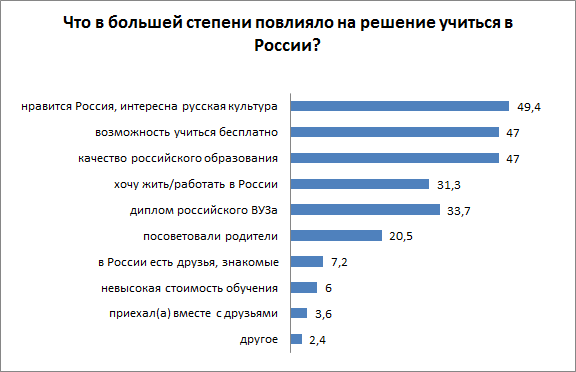 Что в большей степени повлияло на решение учиться в
России?
нравится Россия, интересна русская культура 49,4
возможность учиться бесплатно 47
качество российского образования 47
хочу жить/работать в России 31,3
диплом российского ВУЗа 33,7
посоветовали родители 20,5
в России есть друзья, знакомые 7,2
невысокая стоимость обучения 6
приехал(а) вместе с друзьями 3,6
другое 2,4